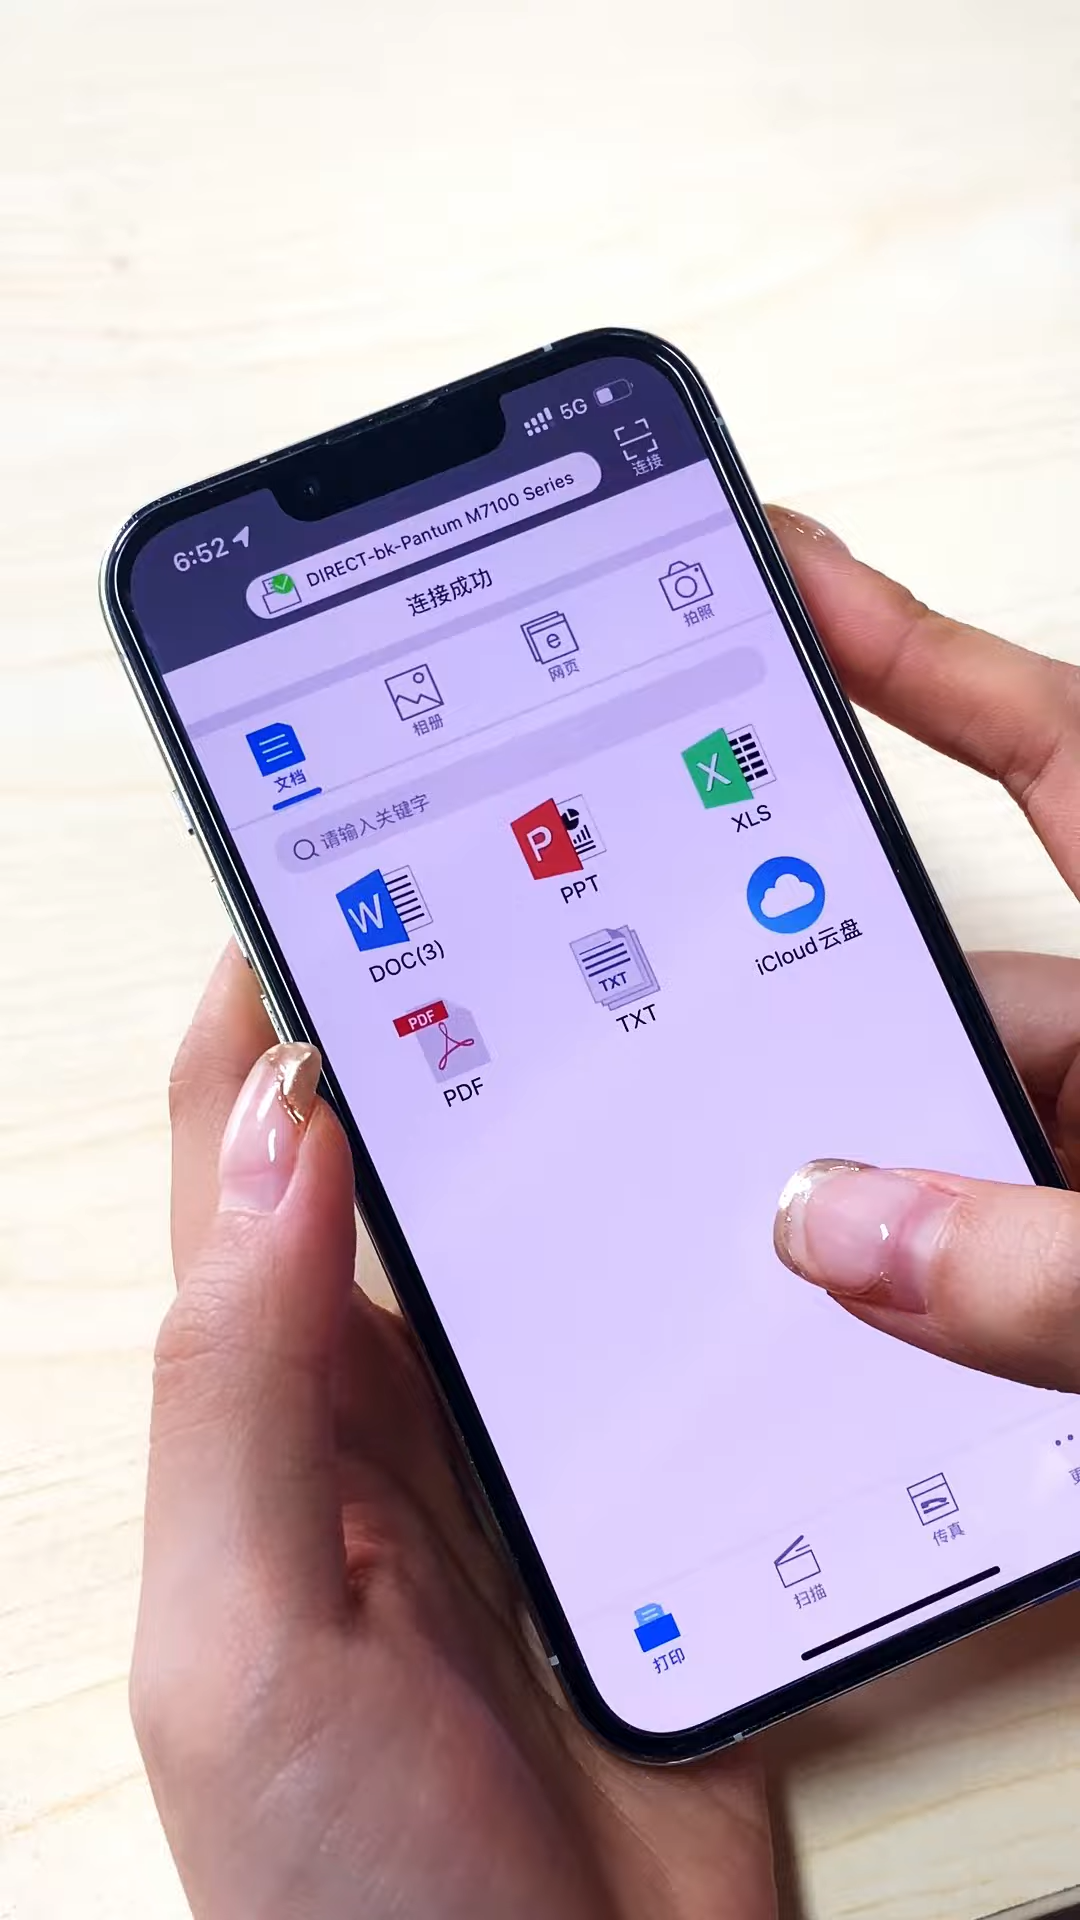 6:52
5G
DIRECT-bk-Pantum M7100 Series
连接
连接成功
文档
相册
e
网页
拍照
请输入关键字
W
DOC(3)
P
PPT
X
XLS
PDF
PDF
TXT
TXT
iCloud云盘
打印
扫描
传真